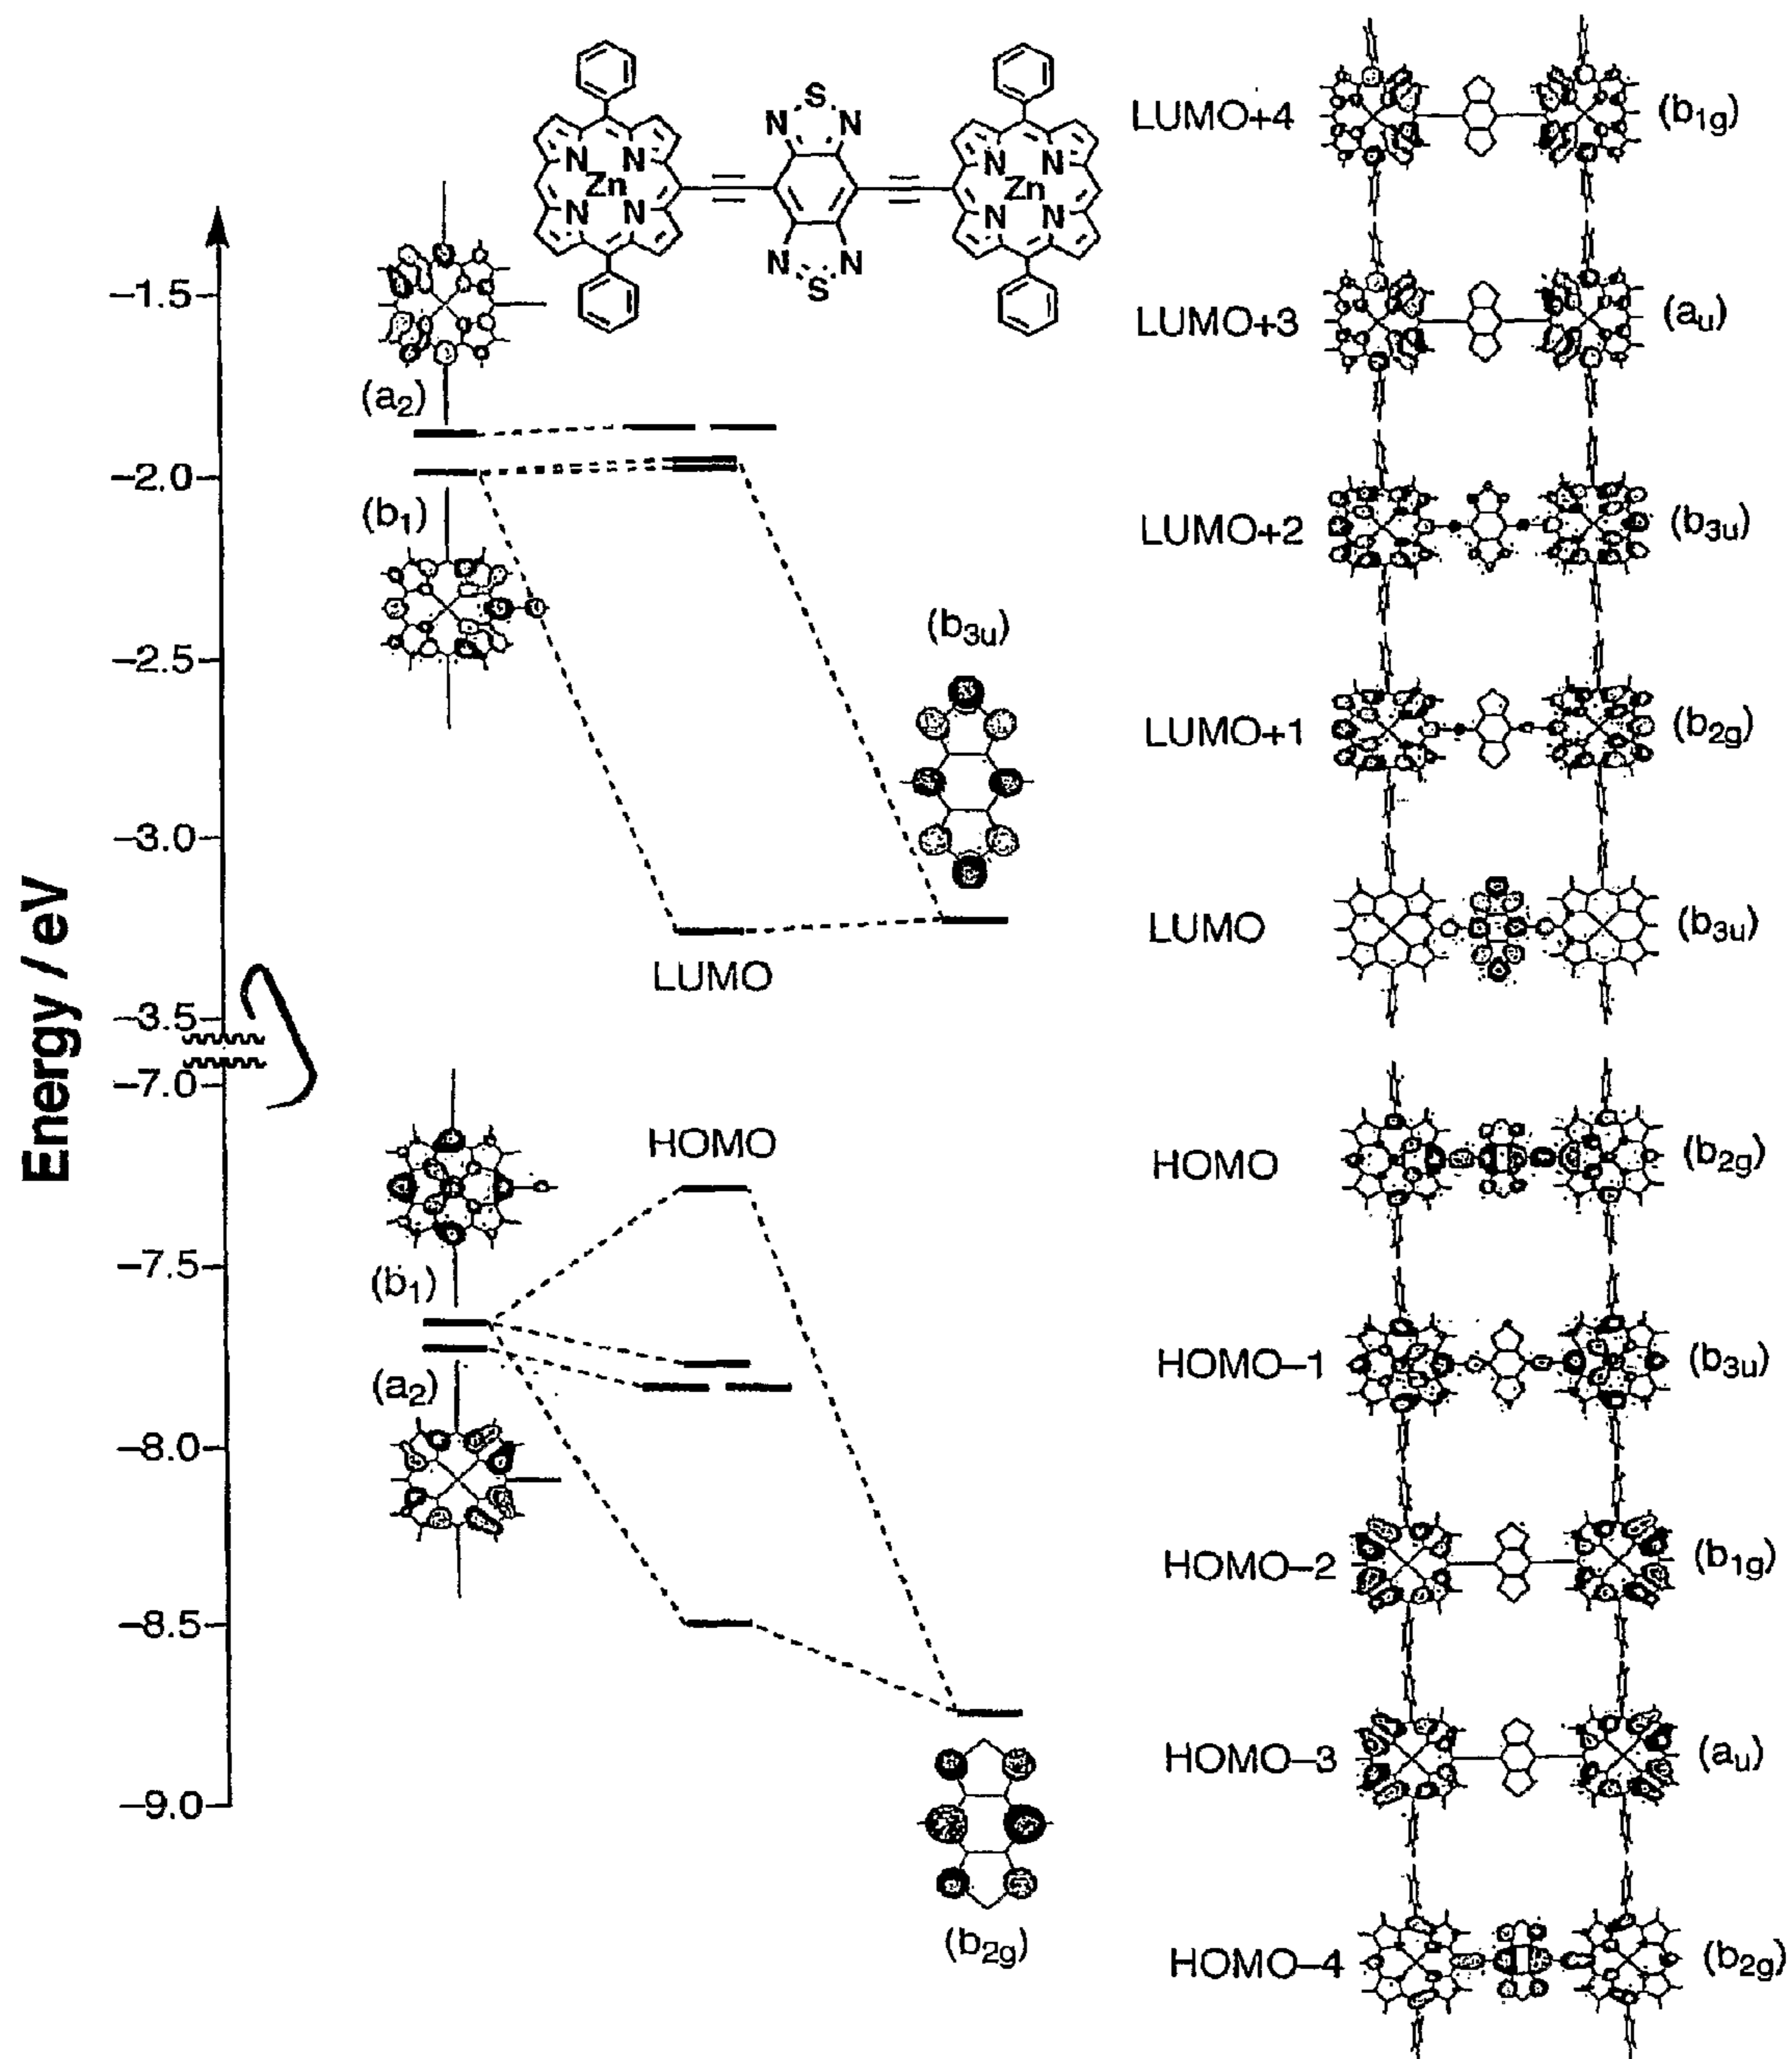 S
N N
N N N N
Zn Zn
N N N N
N N
S
Energy / eV
−1.5
−2.0
−2.5
−3.0
−3.5
−7.0
−7.5
−8.0
−8.5
−9.0
(a2)
(b1)
(b3u)
LUMO
HOMO
(b1)
(a2)
(b2g)
LUMO+4 (b1g)
LUMO+3 (au)
LUMO+2 (b3u)
LUMO+1 (b2g)
LUMO (b3u)
HOMO (b2g)
HOMO−1 (b3u)
HOMO−2 (b1g)
HOMO−3 (au)
HOMO−4 (b2g)